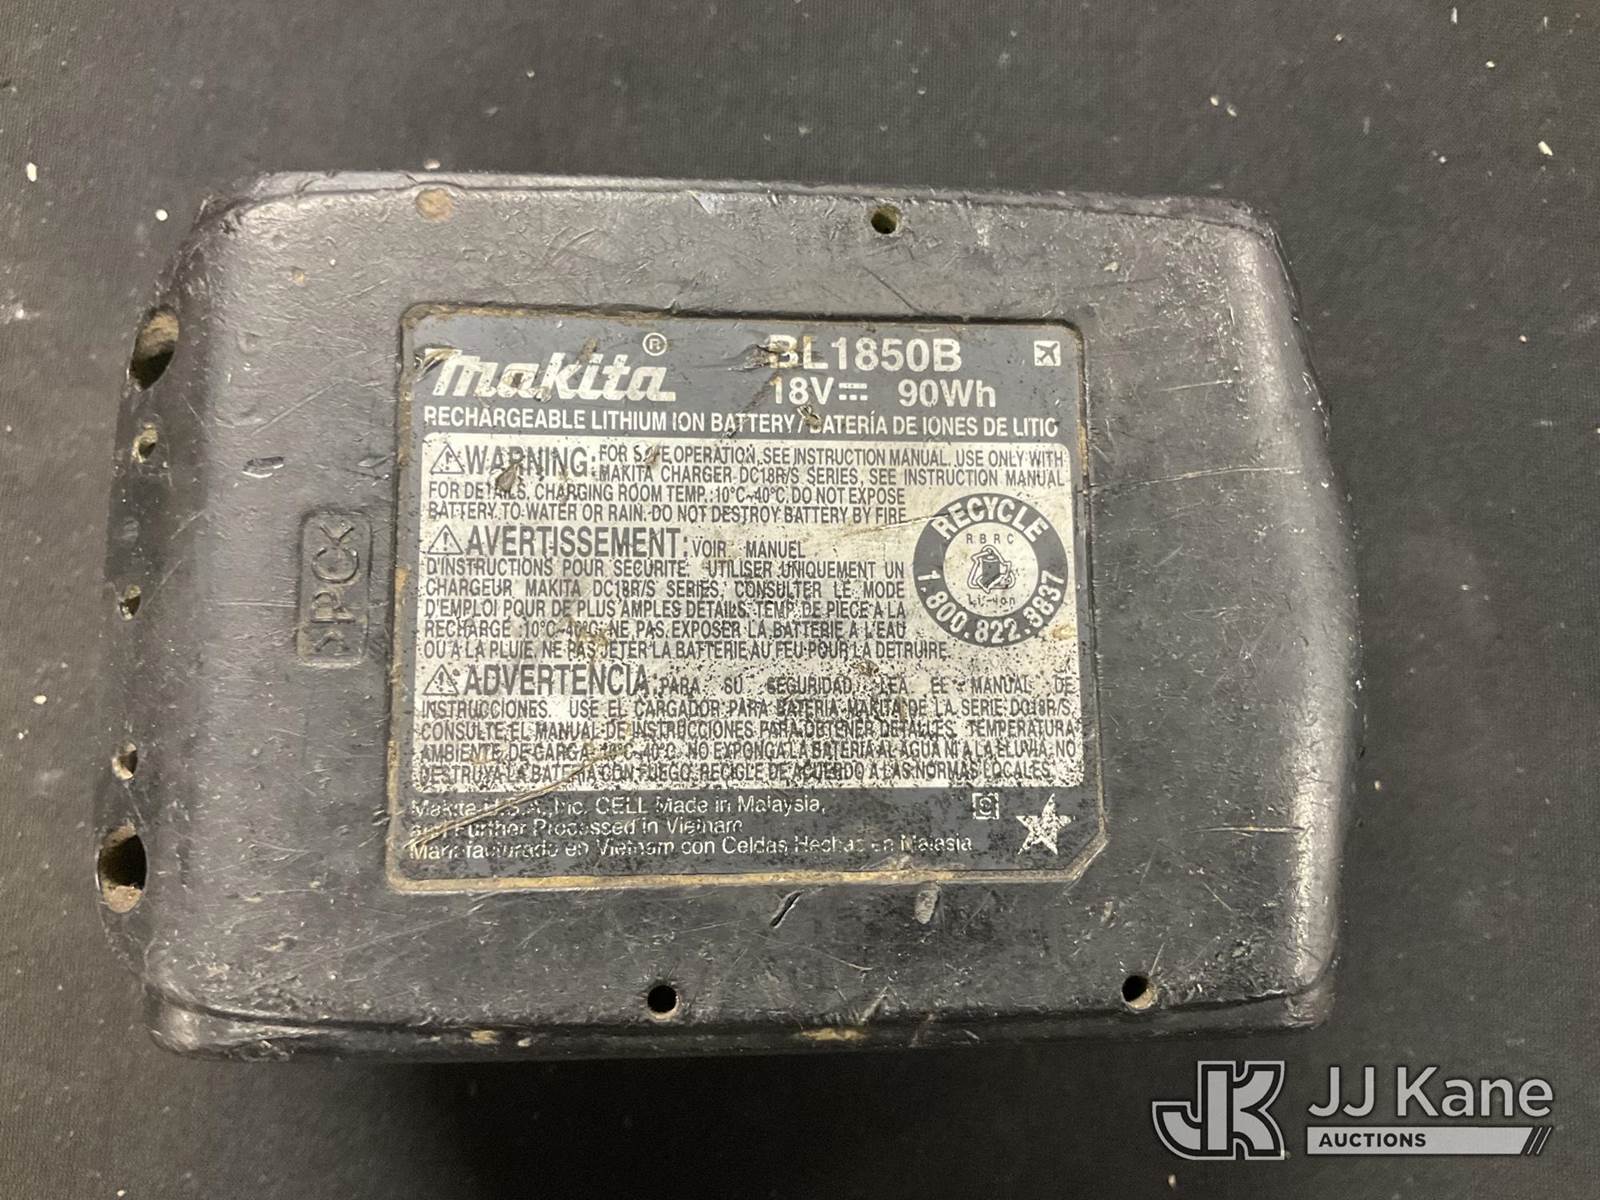 makita®
BL1850B
18V 90Wh
RECHARGEABLE LITHIUM ION BATTERY/ BATERÍA DE IONES DE LITIO
WARNING: FOR SAFE OPERATION, SEE INSTRUCTION MANUAL. USE ONLY WITH
MAKITA CHARGER DC18R/S SERIES, SEE INSTRUCTION MANUAL
FOR DETAILS. CHARGING ROOM TEMP.:10°C~40°C. DO NOT EXPOSE
BATTERY TO WATER OR RAIN. DO NOT DESTROY BATTERY BY FIRE
AVERTISSEMENT: VOIR MANUEL
D'INSTRUCTIONS POUR SÉCURITÉ. UTILISER UNIQUEMENT UN
CHARGEUR MAKITA DC18R/S SERIES. CONSULTER LE MODE
D'EMPLOI POUR DE PLUS AMPLES DETAILS. TEMP. DE PIECE A LA
RECHARGE :10°C~40°C. NE PAS EXPOSER LA BATTERIE À L'EAU
OU À LA PLUIE. NE PAS JETER LA BATTERIE AU FEU POUR LA DETRUIRE.
RECYCLE
RBRC
Li-ion
1.800.822.8837
ADVERTENCIA: PARA SU SEGURIDAD, LEA EL MANUAL DE
INSTRUCCIONES. USE EL CARGADOR PARA BATERÍA MAKITA DE LA SERIE DC18R/S.
CONSULTE EL MANUAL DE INSTRUCCIONES PARA OBTENER DETALLES. TEMPERATURA
AMBIENTE DE CARGA: 10°C~40°C. NO EXPONGA LA BATERÍA AL AGUA NI A LA LLUVIA. NO
DESTRUYA LA BATERÍA CON FUEGO. RECICLE DE ACUERDO A LAS NORMAS LOCALES.
Makita U.S.A., Inc. CELL Made in Malaysia,
and Further Processed in Vietnam
Manufacturado en Vietnam con Celdas Hechas en Malasia
>PC<
JK JJ Kane
AUCTIONS